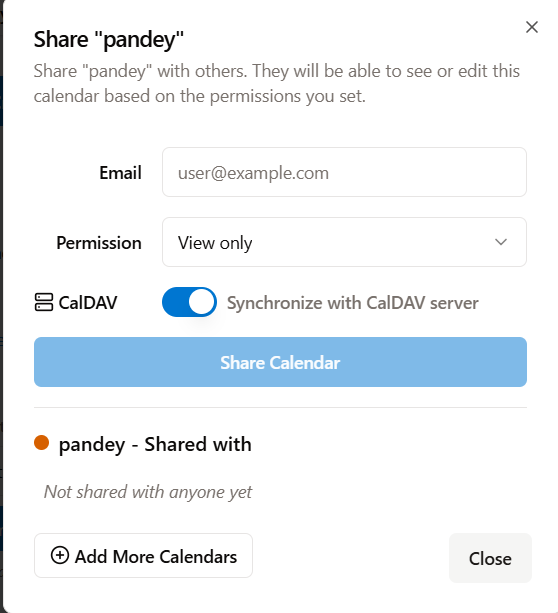 Share "pandey"
Share "pandey" with others. They will be able to see or edit this
calendar based on the permissions you set.
Email
user@example.com
Permission
View only
CalDAV
Synchronize with CalDAV server
Share Calendar
pandey - Shared with
Not shared with anyone yet
Add More Calendars
Close